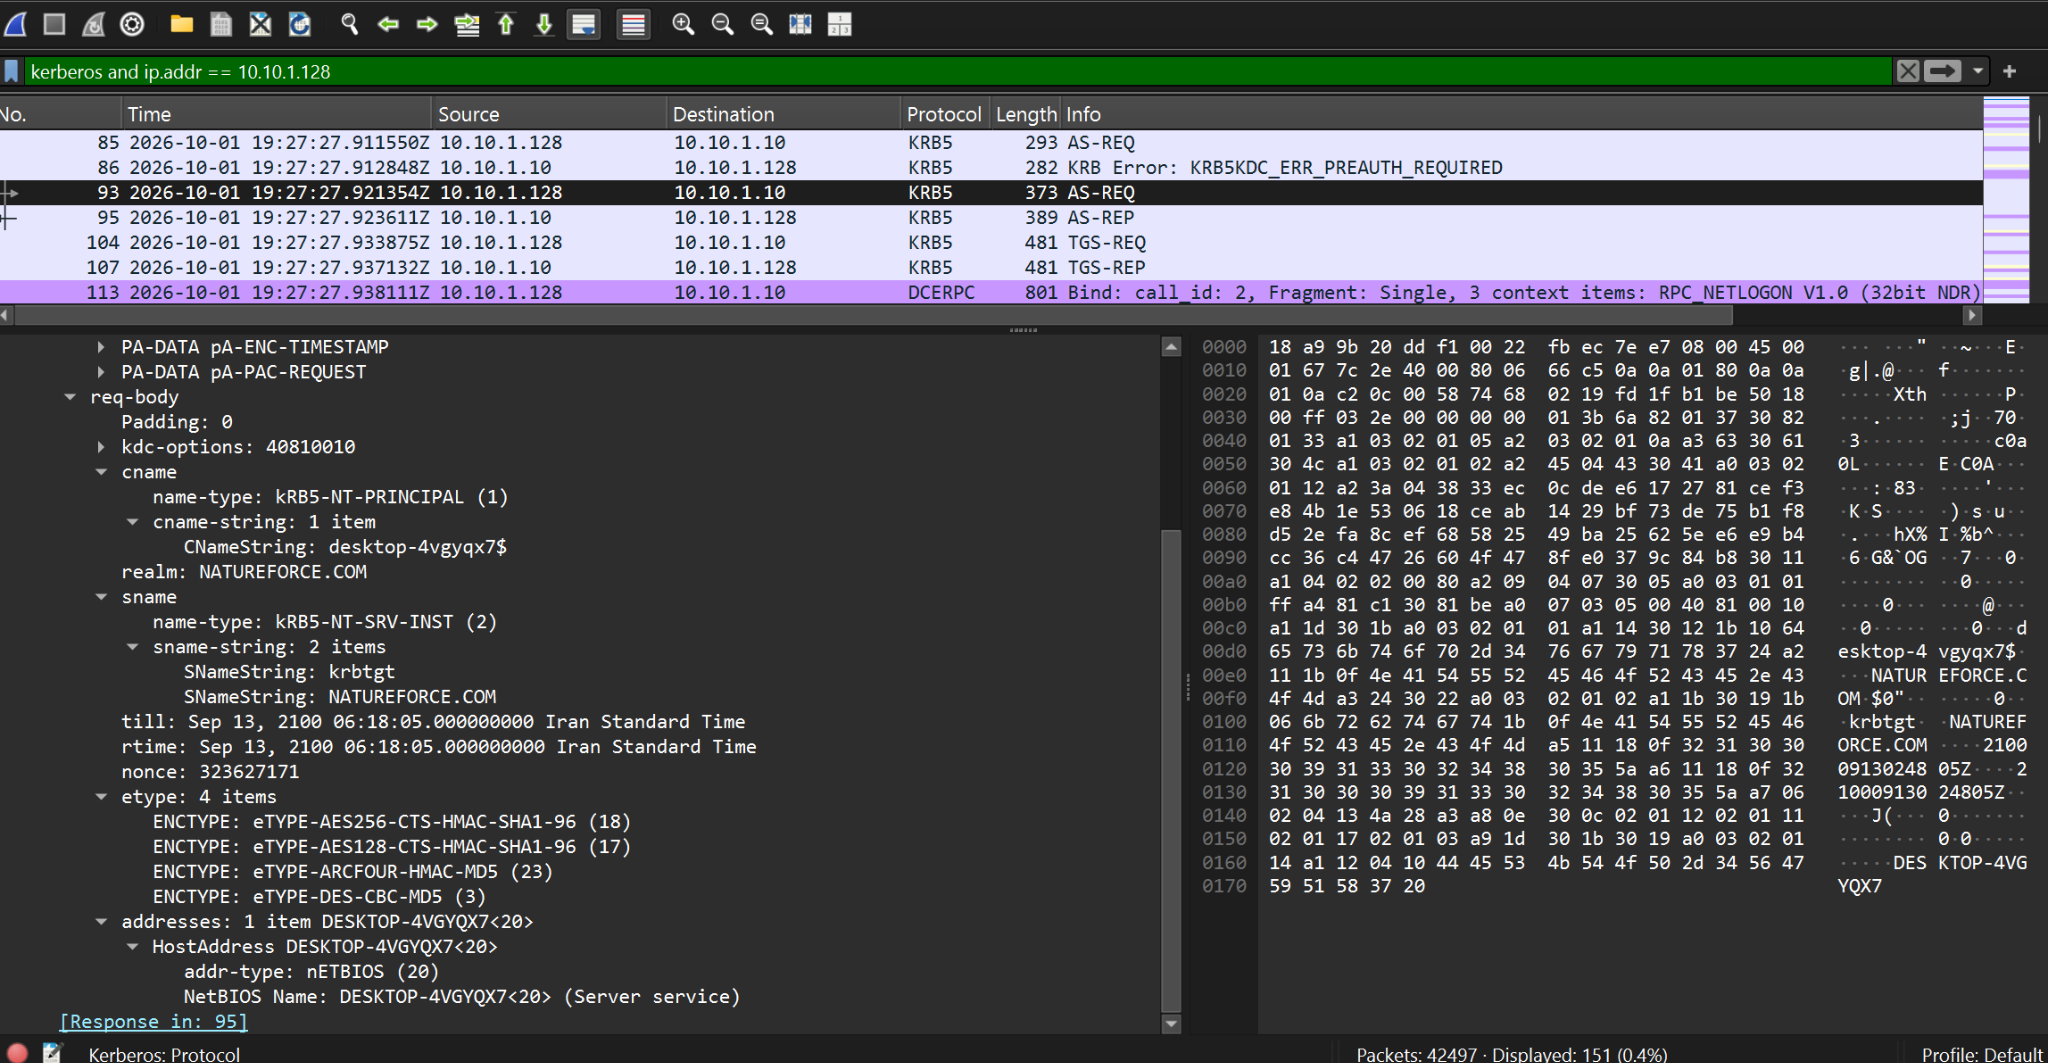 kerberos and ip.addr == 10.10.1.128
No. Time Source Destination Protocol Length Info
85 2026-10-01 19:27:27.911550Z 10.10.1.128 10.10.1.10 KRB5 293 AS-REQ
86 2026-10-01 19:27:27.912848Z 10.10.1.10 10.10.1.128 KRB5 282 KRB Error: KRB5KDC_ERR_PREAUTH_REQUIRED
93 2026-10-01 19:27:27.921354Z 10.10.1.128 10.10.1.10 KRB5 373 AS-REQ
95 2026-10-01 19:27:27.923611Z 10.10.1.10 10.10.1.128 KRB5 389 AS-REP
104 2026-10-01 19:27:27.933875Z 10.10.1.128 10.10.1.10 KRB5 481 TGS-REQ
107 2026-10-01 19:27:27.937132Z 10.10.1.10 10.10.1.128 KRB5 481 TGS-REP
113 2026-10-01 19:27:27.938111Z 10.10.1.128 10.10.1.10 DCERPC 801 Bind: call_id: 2, Fragment: Single, 3 context items: RPC_NETLOGON V1.0 (32bit NDR)
PA-DATA pA-ENC-TIMESTAMP
PA-DATA pA-PAC-REQUEST
req-body
Padding: 0
kdc-options: 40810010
cname
name-type: kRB5-NT-PRINCIPAL (1)
cname-string: 1 item
CNameString: desktop-4vgyqx7$
realm: NATUREFORCE.COM
sname
name-type: kRB5-NT-SRV-INST (2)
sname-string: 2 items
SNameString: krbtgt
SNameString: NATUREFORCE.COM
till: Sep 13, 2100 06:18:05.000000000 Iran Standard Time
rtime: Sep 13, 2100 06:18:05.000000000 Iran Standard Time
nonce: 323627171
etype: 4 items
ENCTYPE: eTYPE-AES256-CTS-HMAC-SHA1-96 (18)
ENCTYPE: eTYPE-AES128-CTS-HMAC-SHA1-96 (17)
ENCTYPE: eTYPE-ARCFOUR-HMAC-MD5 (23)
ENCTYPE: eTYPE-DES-CBC-MD5 (3)
addresses: 1 item DESKTOP-4VGYQX7<20>
HostAddress DESKTOP-4VGYQX7<20>
addr-type: nETBIOS (20)
NetBIOS Name: DESKTOP-4VGYQX7<20> (Server service)
[Response in: 95]
0000 18 a9 9b 20 dd f1 00 22 fb ec 7e e7 08 00 45 00 ··· ···" ··~···E·
0010 01 67 7c 2e 40 00 80 06 66 c5 0a 0a 01 80 0a 0a ·g|.@··· f·······
0020 01 0a c2 0c 00 58 74 68 02 19 fd 1f b1 be 50 18 ·····Xth ······P·
0030 00 ff 03 2e 00 00 00 00 01 3b 6a 82 01 37 30 82 ···.···· ·;j··70·
0040 01 33 a1 03 02 01 05 a2 03 02 01 0a a3 63 30 61 ·3······ ·····c0a
0050 30 4c a1 03 02 01 02 a2 45 04 43 30 41 a0 03 02 0L······ E·C0A···
0060 01 12 a2 3a 04 38 33 ec 0c de e6 17 27 81 ce f3 ···:·83· ····'···
0070 e8 4b 1e 53 06 18 ce ab 14 29 bf 73 de 75 b1 f8 ·K·S···· ·)·s·u··
0080 d5 2e fa 8c ef 68 58 25 49 ba 25 62 5e e6 e9 b4 ·.···hX% I·%b^···
0090 cc 36 c4 47 26 60 4f 47 8f e0 37 9c 84 b8 30 11 ·6·G&`OG ··7···0·
00a0 a1 04 02 02 00 80 a2 09 04 07 30 05 a0 03 01 01 ········ ··0·····
00b0 ff a4 81 c1 30 81 be a0 07 03 05 00 40 81 00 10 ····0··· ····@···
00c0 a1 1d 30 1b a0 03 02 01 01 a1 14 30 12 1b 10 64 ··0····· ···0···d
00d0 65 73 6b 74 6f 70 2d 34 76 67 79 71 78 37 24 a2 esktop-4 vgyqx7$·
00e0 11 1b 0f 4e 41 54 55 52 45 46 4f 52 43 45 2e 43 ···NATUR EFORCE.C
00f0 4f 4d a3 24 30 22 a0 03 02 01 02 a1 1b 30 19 1b OM·$0"·· ·····0··
0100 06 6b 72 62 74 67 74 1b 0f 4e 41 54 55 52 45 46 ·krbtgt· ·NATUREF
0110 4f 52 43 45 2e 43 4f 4d a5 11 18 0f 32 31 30 30 ORCE.COM ····2100
0120 30 39 31 33 30 32 34 38 30 35 5a a6 11 18 0f 32 09130248 05Z····2
0130 31 30 30 30 39 31 33 30 32 34 38 30 35 5a a7 06 10009130 24805Z··
0140 02 04 13 4a 28 a3 a8 0e 30 0c 02 01 12 02 01 11 ···J(··· 0·······
0150 02 01 17 02 01 03 a9 1d 30 1b 30 19 a0 03 02 01 ········ 0·0·····
0160 14 a1 12 04 10 44 45 53 4b 54 4f 50 2d 34 56 47 ·····DES KTOP-4VG
0170 59 51 58 37 20 YQX7
Kerberos: Protocol
Packets: 42497 · Displayed: 151 (0.4%)
Profile: Default